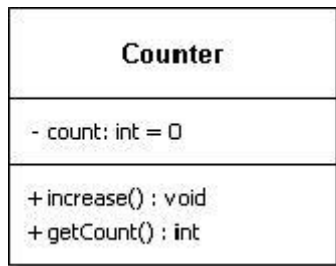 Counter
- count: int = 0
+ increase() : void
+ getCount() : int